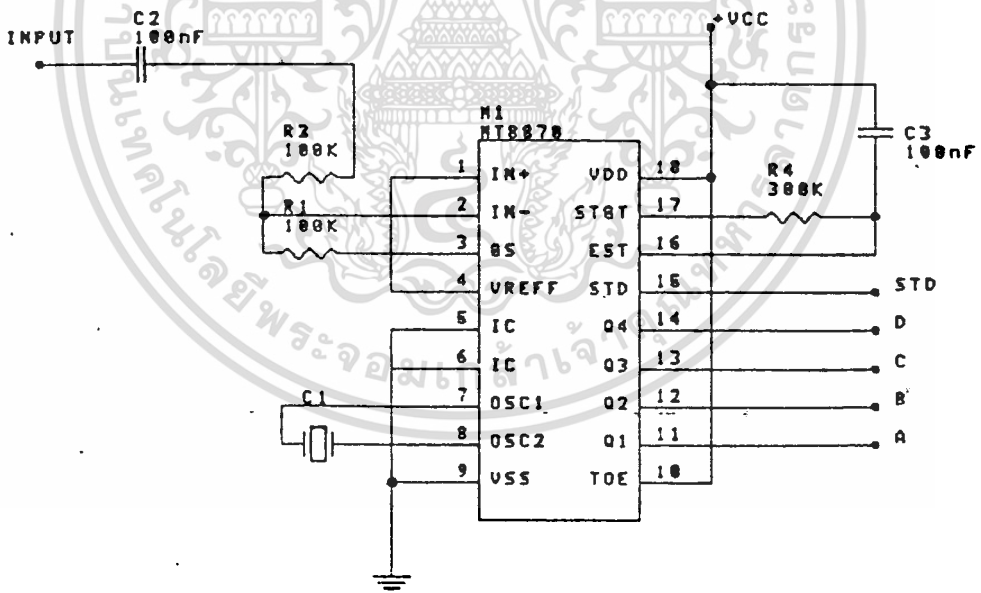 C2
100nF
INPUT
+VCC
M1
MT8870
C3
100nF
R2
100K
R1
100K
R4
300K
1 IN+
2 IN-
3 GS
4 VREFF
5 IC
6 IC
7 OSC1
8 OSC2
9 VSS
VDD 18
STGT 17
EST 16
STD 15
Q4 14
Q3 13
Q2 12
Q1 11
TOE 10
C1
STD
D
C
B
A